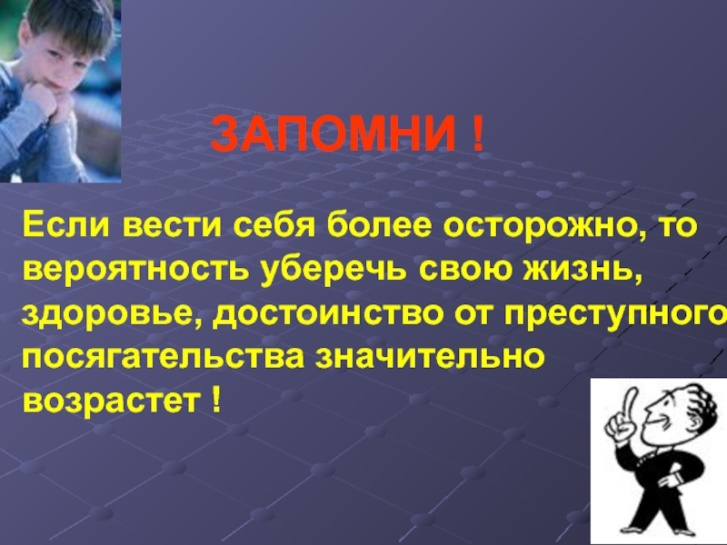 ЗАПОМНИ !
Если вести себя более осторожно, то
вероятность уберечь свою жизнь,
здоровье, достоинство от преступного
посягательства значительно
возрастет !